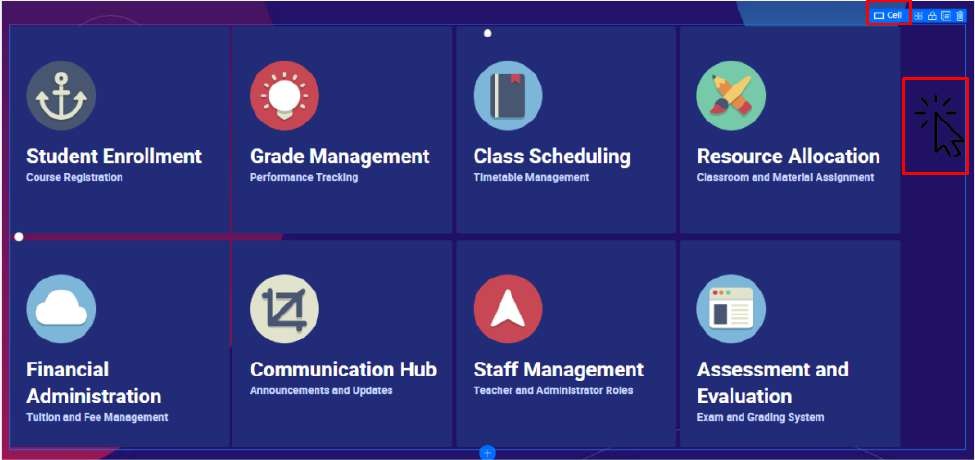 Cell
Student Enrollment
Course Registration
Grade Management
Performance Tracking
Class Scheduling
Timetable Management
Resource Allocation
Classroom and Material Assignment
Financial
Administration
Tuition and Fee Management
Communication Hub
Announcements and Updates
Staff Management
Teacher and Administrator Roles
Assessment and
Evaluation
Exam and Grading System